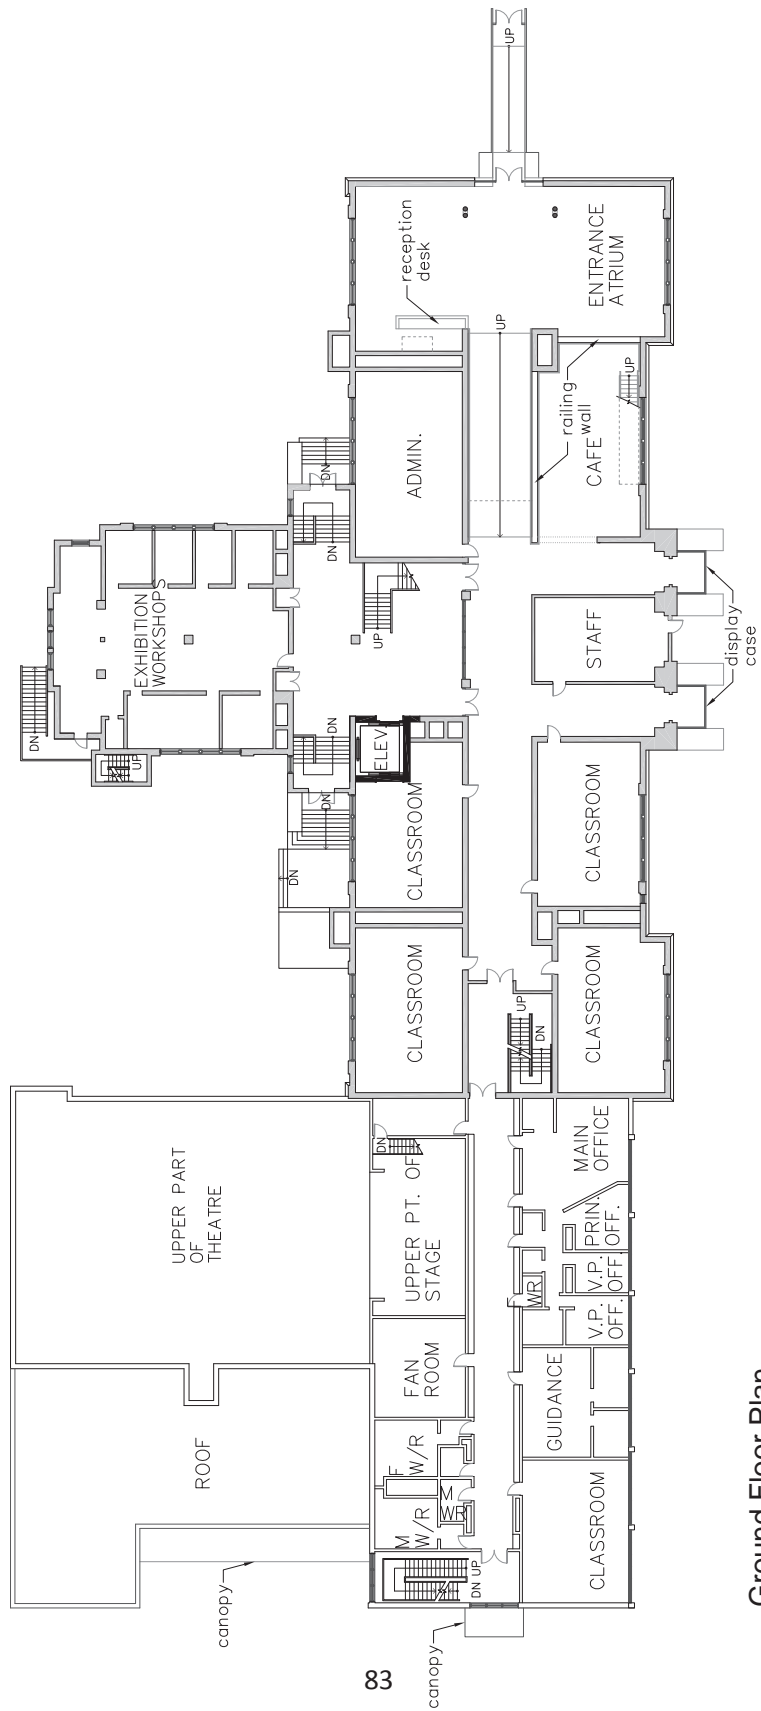 UP
reception
desk
ENTRANCE
ATRIUM
UP
UP
railing
wall
CAFE
ADMIN.
DN
DN
EXHIBITION
WORKSHOPS
UP
STAFF
display
case
DN
UP
DN
ELEV.
DN
DN
CLASSROOM
CLASSROOM
CLASSROOM
CLASSROOM
UP
DN
UPPER PART
OF
THEATRE
DN
UPPER PT. OF
STAGE
MAIN
OFFICE
PRIN.
OFF.
V.P.
OFF.
V.P.
OFF.
WR
FAN
ROOM
GUIDANCE
ROOF
F
W/R
M
W/R
M
WR
CLASSROOM
DN
UP
canopy
canopy
83
Ground Floor Plan